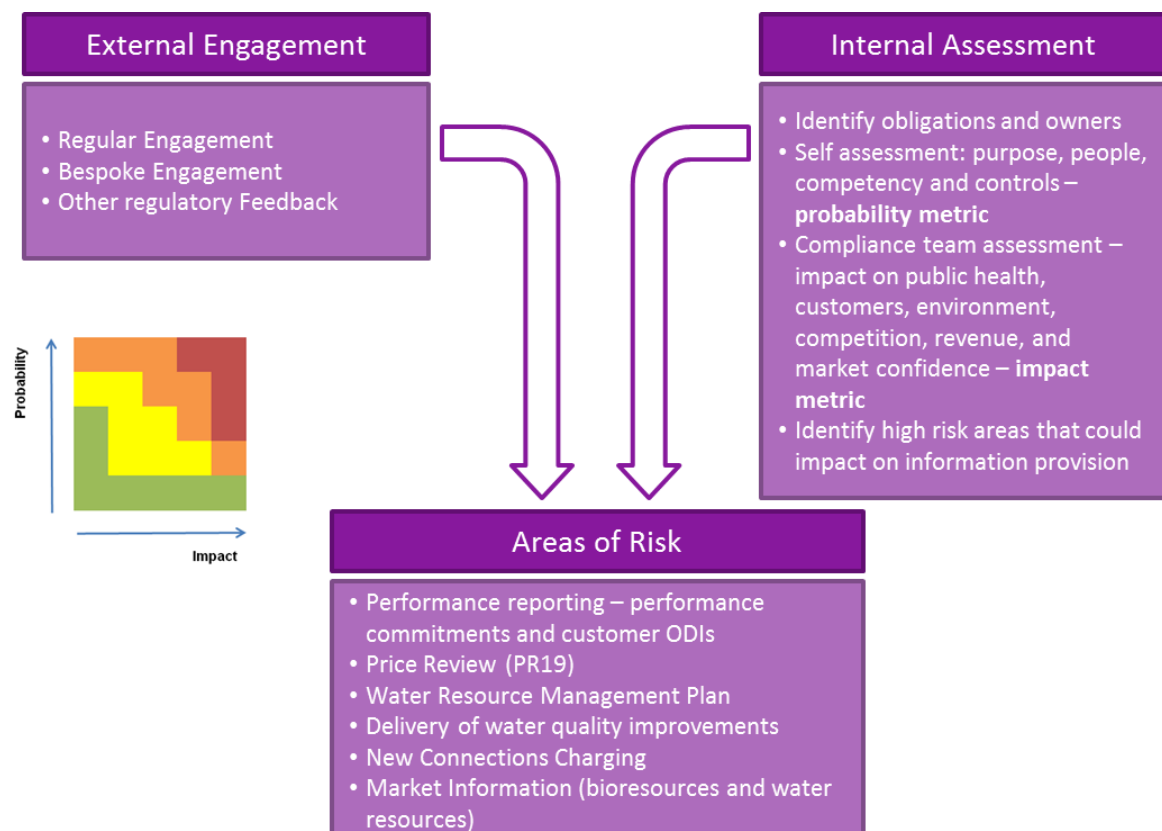 External Engagement
• Regular Engagement
• Bespoke Engagement
• Other regulatory Feedback
Internal Assessment
• Identify obligations and owners
• Self assessment: purpose, people,
competency and controls –
probability metric
• Compliance team assessment –
impact on public health,
customers, environment,
competition, revenue, and
market confidence – impact
metric
• Identify high risk areas that could
impact on information provision
Probability
Impact
Areas of Risk
• Performance reporting – performance
commitments and customer ODIs
• Price Review (PR19)
• Water Resource Management Plan
• Delivery of water quality improvements
• New Connections Charging
• Market Information (bioresources and water
resources)